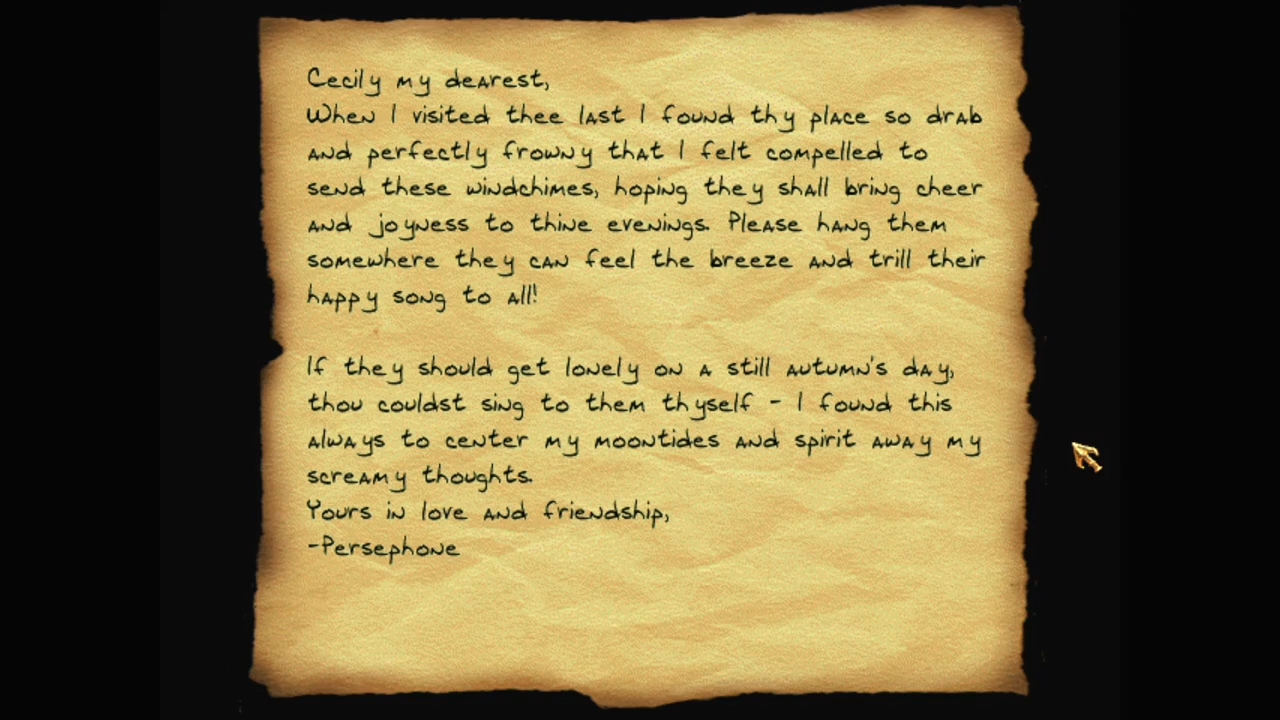 Cecily my dearest,
When I visited thee last I found thy place so drab
and perfectly frowny that I felt compelled to
send these windchimes, hoping they shall bring cheer
and joyness to thine evenings. Please hang them
somewhere they can feel the breeze and trill their
happy song to all!
If they should get lonely on a still autumn's day,
thou couldst sing to them thyself - I found this
always to center my moontides and spirit away my
screamy thoughts.
Yours in love and friendship,
-Persephone